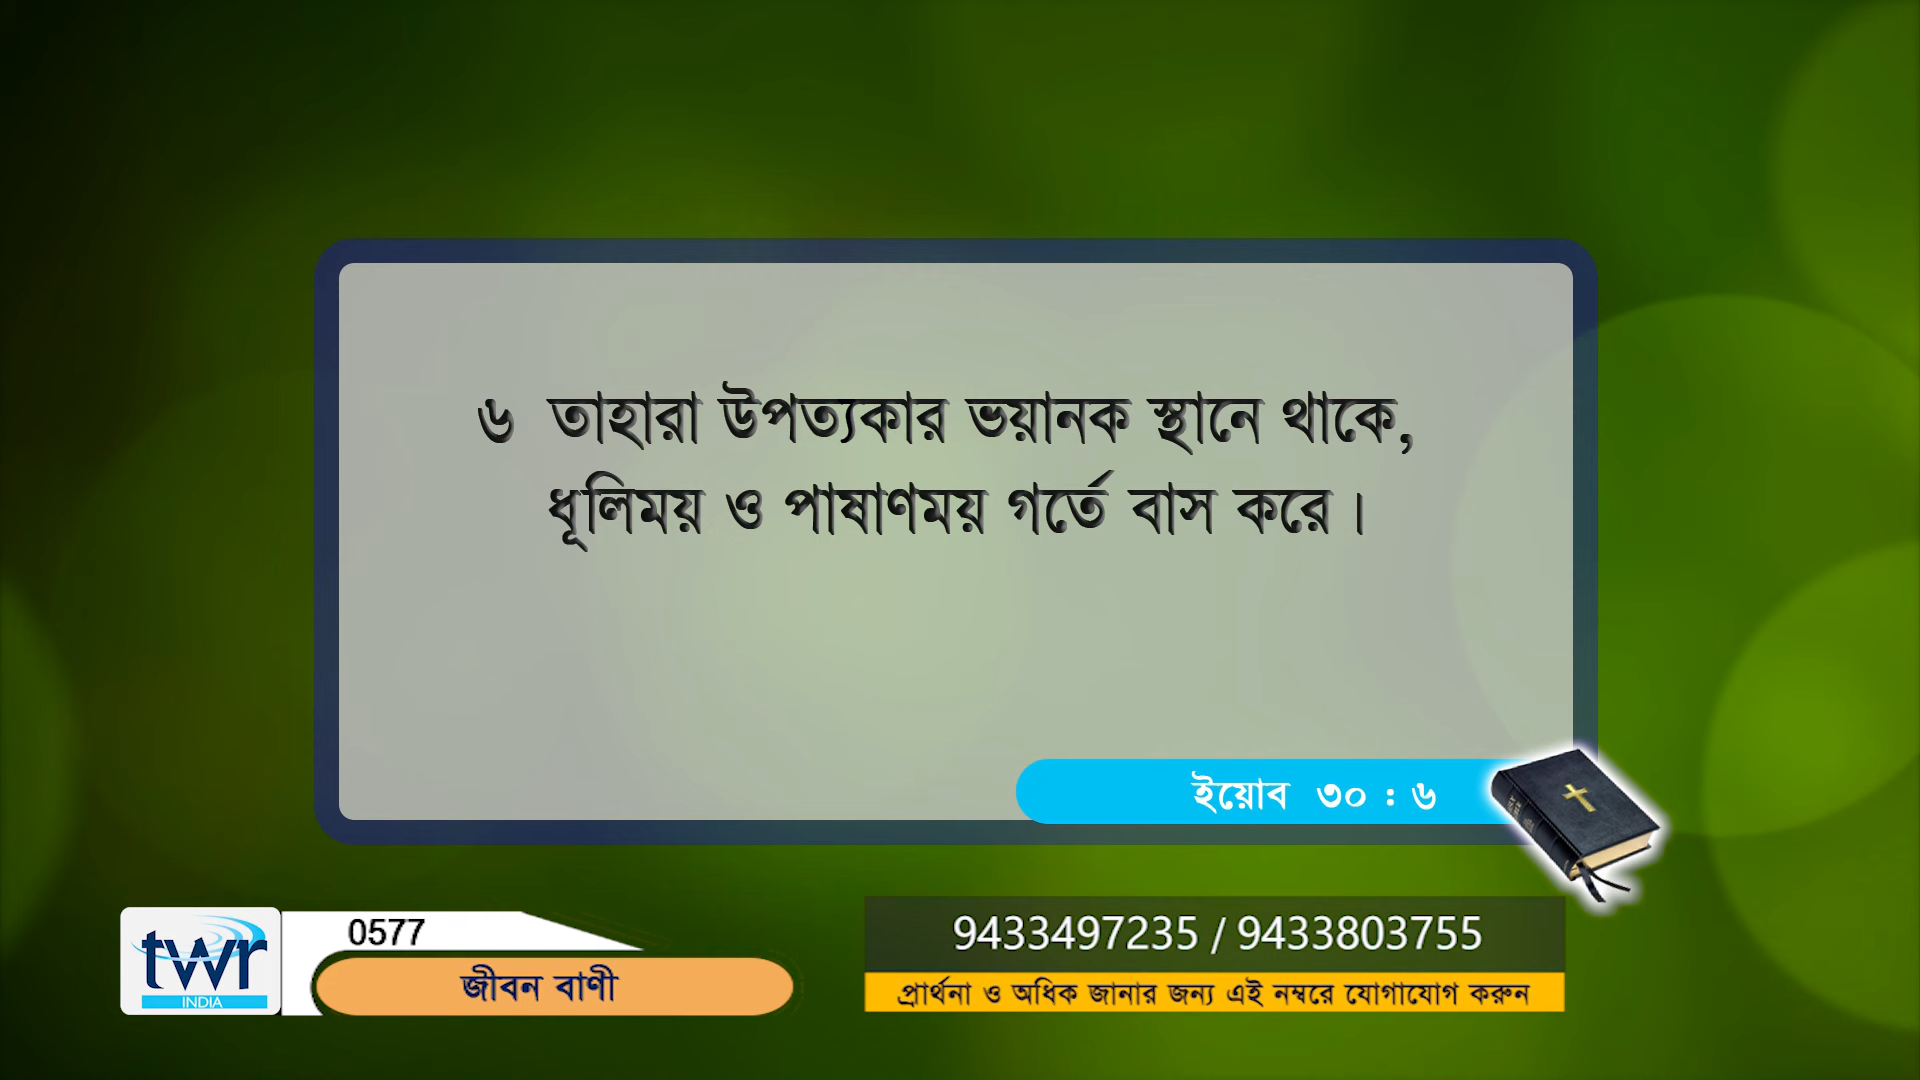 ৬ তাহারা উপত্যকার ভয়ানক স্থানে থাকে,
ধূলিময় ও পাষাণময় গর্তে বাস করে।
ইয়োব ৩০ : ৬
twr
INDIA
0577
জীবন বাণী
9433497235 / 9433803755
প্রার্থনা ও অধিক জানার জন্য এই নম্বরে যোগাযোগ করুন